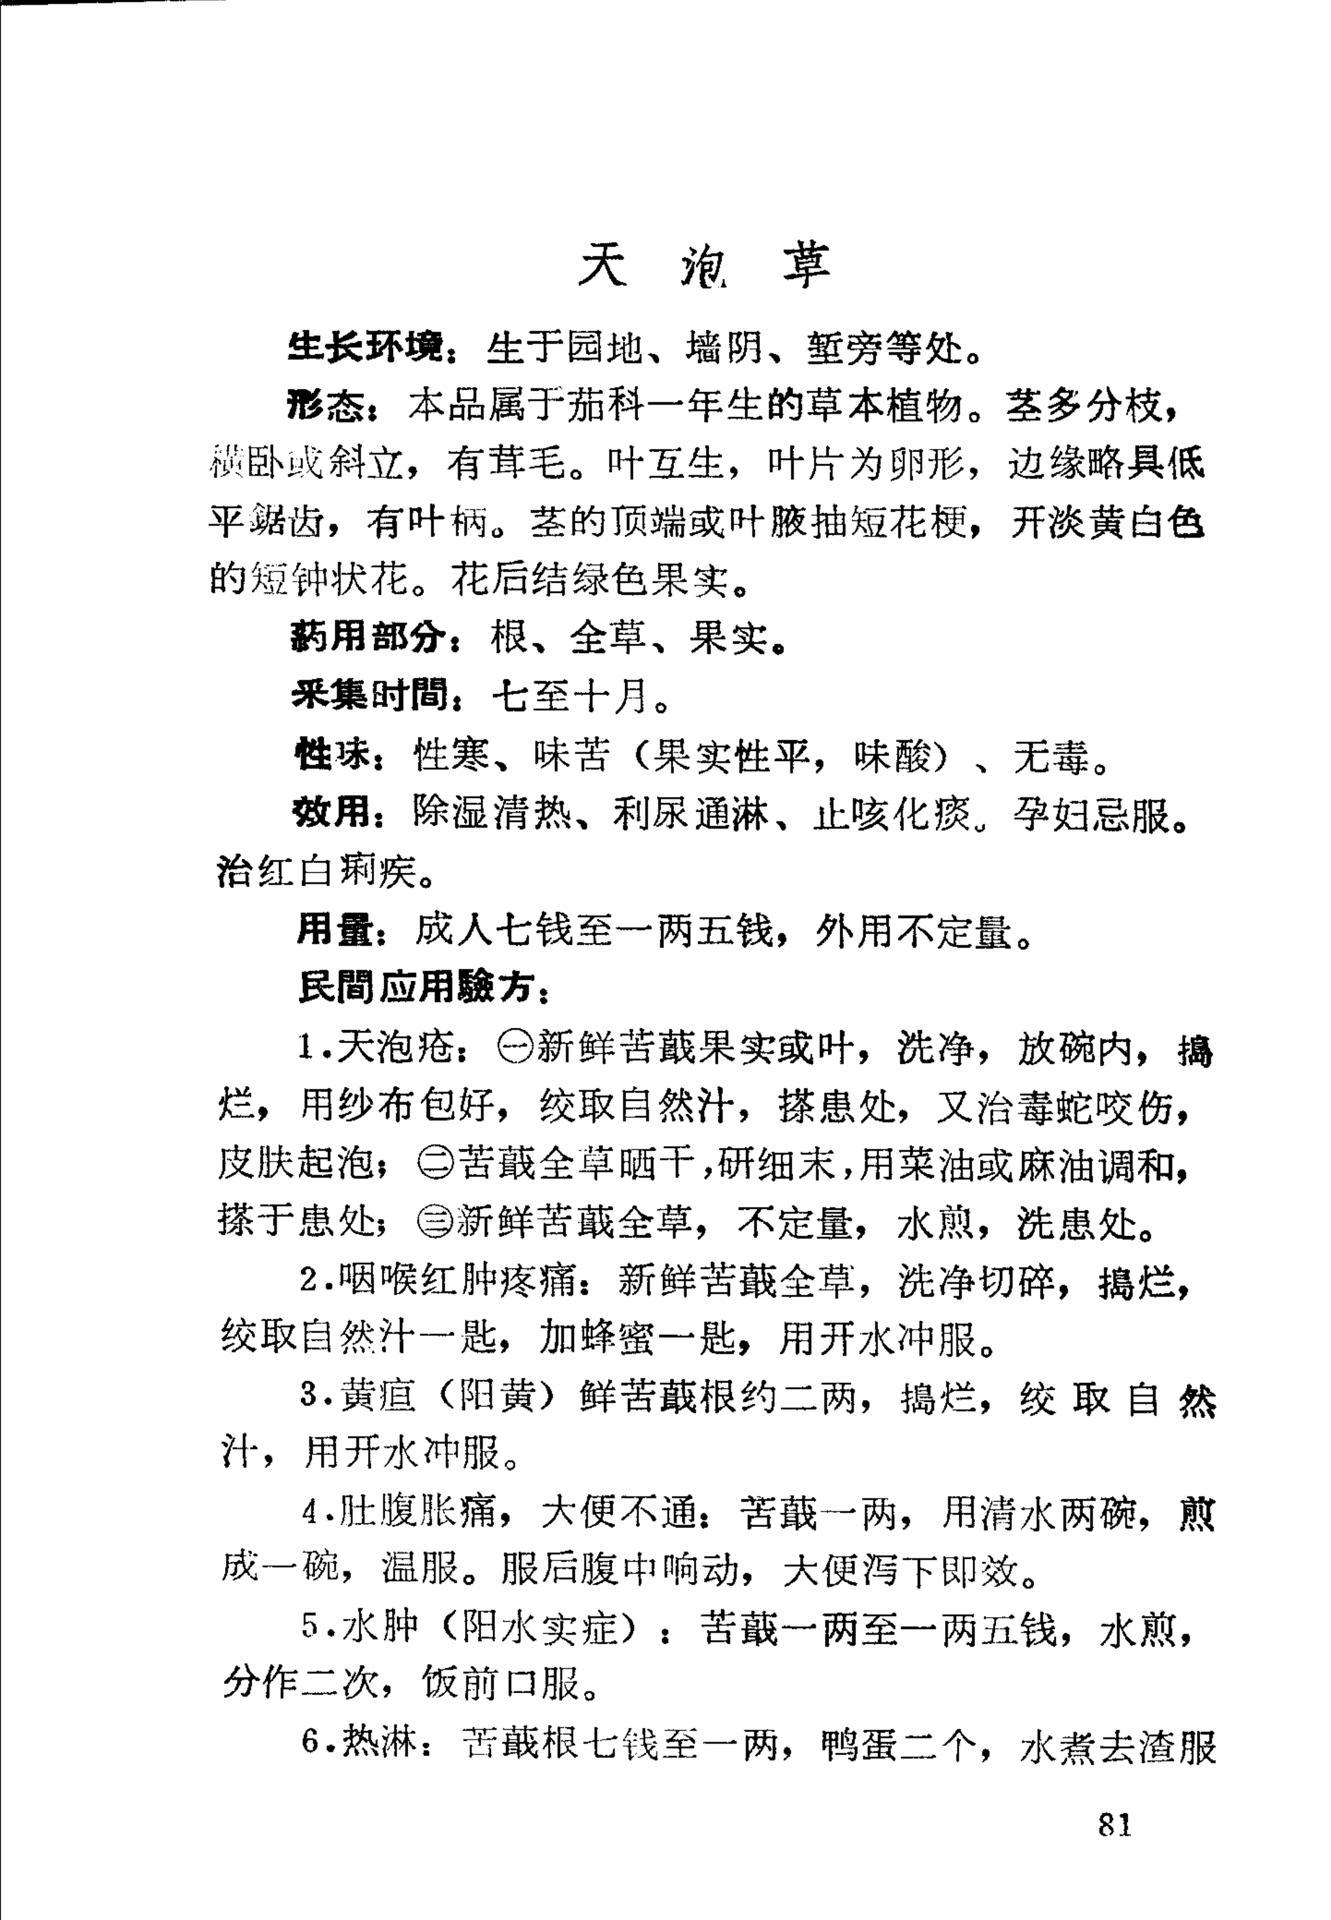 天泡草
生长环境：生于园地、墙阴、堑旁等处。
形态：本品属于茄科一年生的草本植物。茎多分枝，
横卧或斜立，有茸毛。叶互生，叶片为卵形，边缘略具低
平鋸齿，有叶柄。茎的顶端或叶腋抽短花梗，开淡黄白色
的短钟状花。花后结绿色果实。
药用部分：根、全草、果实。
采集时間：七至十月。
性味：性寒、味苦（果实性平，味酸）、无毒。
效用：除湿清热、利尿通淋、止咳化痰。孕妇忌服。
治红白痢疾。
用量：成人七钱至一两五钱，外用不定量。
民間应用驗方：
1.天泡疮：㊀新鲜苦蘵果实或叶，洗净，放碗内，搗
烂，用纱布包好，绞取自然汁，搽患处，又治毒蛇咬伤，
皮肤起泡；㊁苦蘵全草晒干，研细末，用菜油或麻油调和，
搽于患处；㊂新鲜苦蘵全草，不定量，水煎，洗患处。
2.咽喉红肿疼痛：新鲜苦蘵全草，洗净切碎，搗烂，
绞取自然汁一匙，加蜂蜜一匙，用开水冲服。
3.黄疸（阳黄）鲜苦蘵根约二两，搗烂，绞取自然
汁，用开水冲服。
4.肚腹胀痛，大便不通：苦蘵一两，用清水两碗，煎
成一碗，温服。服后腹中响动，大便泻下即效。
5.水肿（阳水实症）：苦蘵一两至一两五钱，水煎，
分作二次，饭前口服。
6.热淋：苦蘵根七钱至一两，鸭蛋二个，水煮去渣服
81